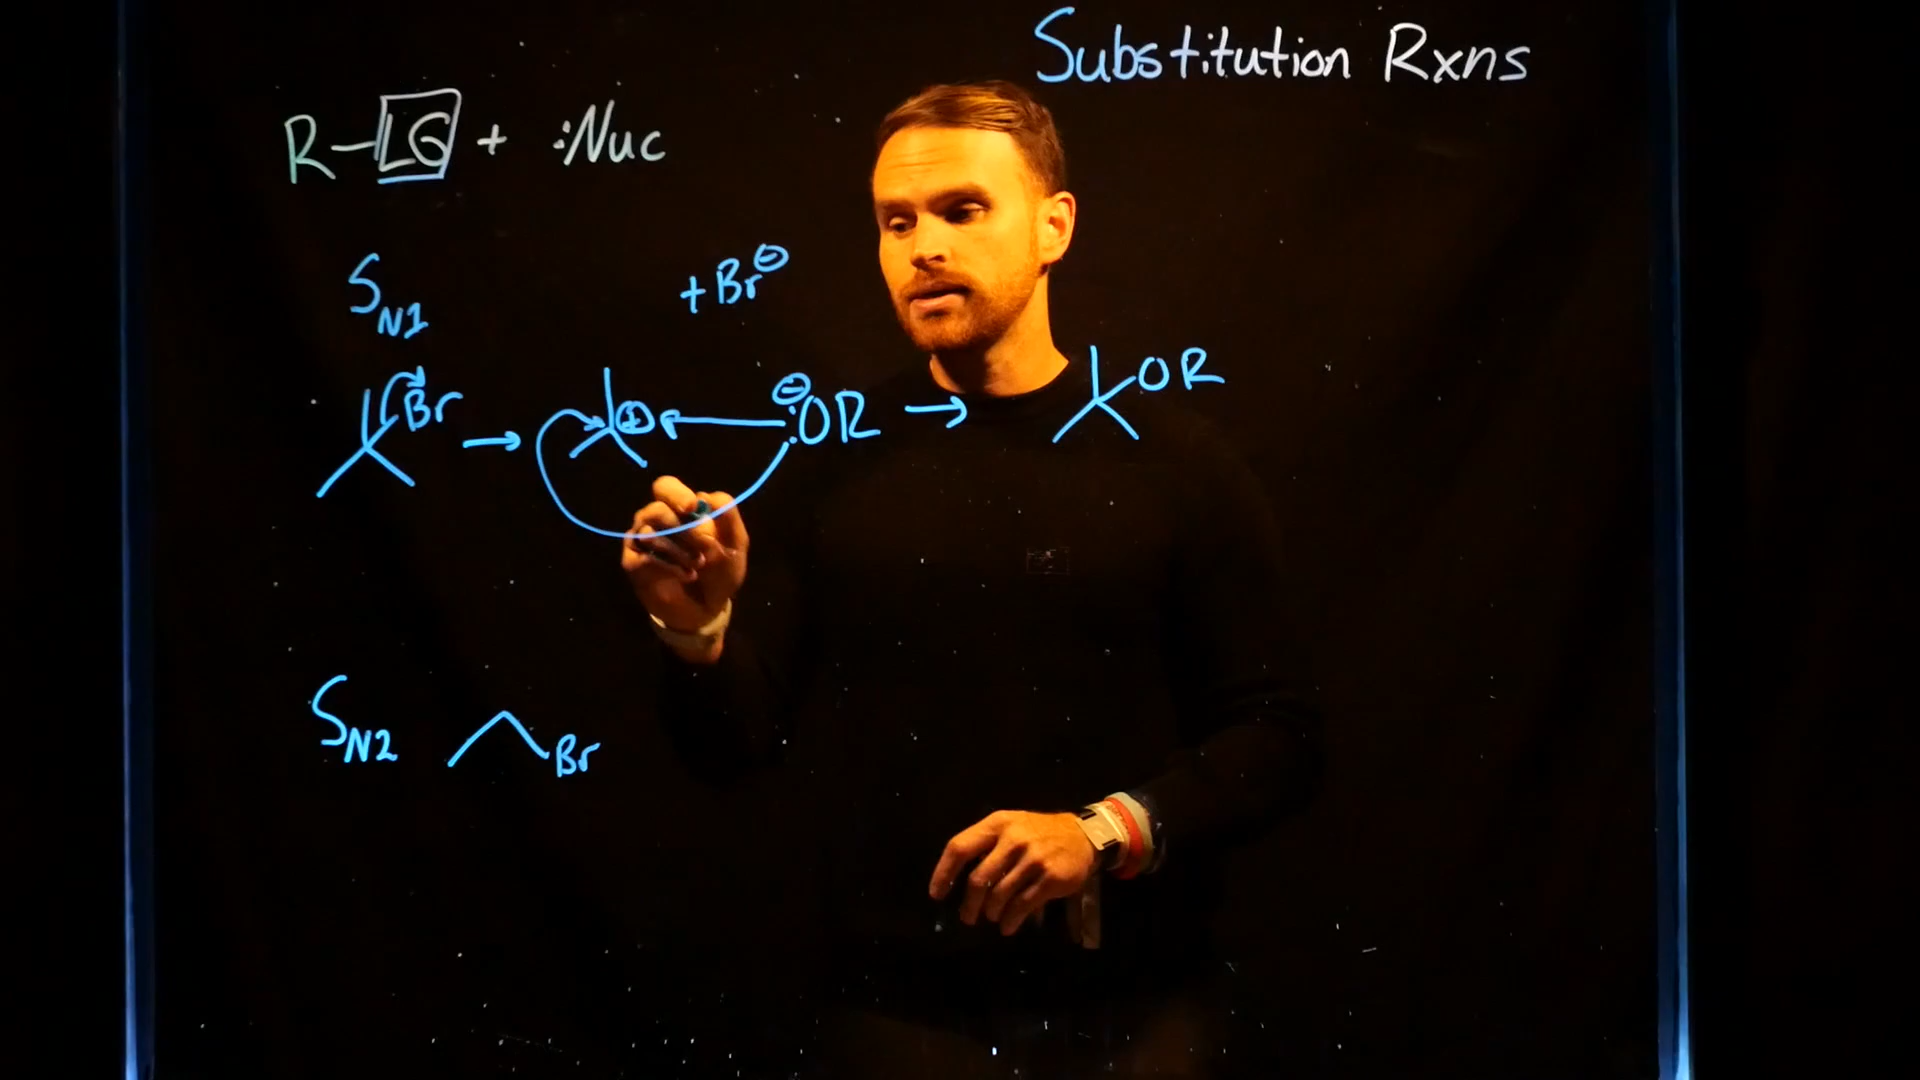 Substitution Rxns
R-LG + :Nuc
SN1
+ Br⊖
Br → ⊕ ⊖:OR → OR
SN2 Br